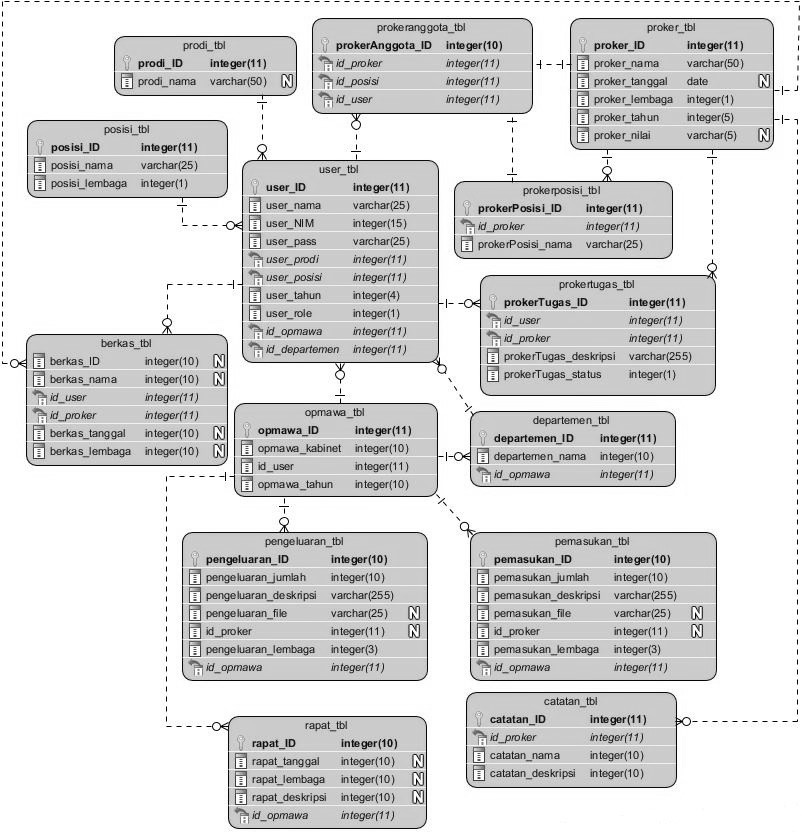 prodi_tbl
prodi_ID integer(11)
prodi_nama varchar(50) N
prokeranggota_tbl
prokerAnggota_ID integer(10)
id_proker integer(11)
id_posisi integer(11)
id_user integer(11)
proker_tbl
proker_ID integer(11)
proker_nama varchar(50)
proker_tanggal date N
proker_lembaga integer(1)
proker_tahun integer(5)
proker_nilai varchar(5) N
posisi_tbl
posisi_ID integer(11)
posisi_nama varchar(25)
posisi_lembaga integer(1)
user_tbl
user_ID integer(11)
user_nama varchar(25)
user_NIM integer(15)
user_pass varchar(25)
user_prodi integer(11)
user_posisi integer(11)
user_tahun integer(4)
user_role integer(1)
id_opmawa integer(11)
id_departemen integer(11)
prokerposisi_tbl
prokerPosisi_ID integer(11)
id_proker integer(11)
prokerPosisi_nama varchar(25)
prokertugas_tbl
prokerTugas_ID integer(11)
id_user integer(11)
id_proker integer(11)
prokerTugas_deskripsi varchar(255)
prokerTugas_status integer(1)
berkas_tbl
berkas_ID integer(10) N
berkas_nama integer(10) N
id_user integer(11)
id_proker integer(11)
berkas_tanggal integer(10) N
berkas_lembaga integer(10) N
opmawa_tbl
opmawa_ID integer(11)
opmawa_kabinet integer(10)
id_user integer(11)
opmawa_tahun integer(10)
departemen_tbl
departemen_ID integer(11)
departemen_nama integer(10)
id_opmawa integer(11)
pengeluaran_tbl
pengeluaran_ID integer(10)
pengeluaran_jumlah integer(10)
pengeluaran_deskripsi varchar(255)
pengeluaran_file varchar(25) N
id_proker integer(11) N
pengeluaran_lembaga integer(3)
id_opmawa integer(11)
pemasukan_tbl
pemasukan_ID integer(10)
pemasukan_jumlah integer(10)
pemasukan_deskripsi varchar(255)
pemasukan_file varchar(25) N
id_proker integer(11) N
pemasukan_lembaga integer(3)
id_opmawa integer(11)
rapat_tbl
rapat_ID integer(10)
rapat_tanggal integer(10) N
rapat_lembaga integer(10) N
rapat_deskripsi integer(10) N
id_opmawa integer(11)
catatan_tbl
catatan_ID integer(11)
id_proker integer(11)
catatan_nama integer(10)
catatan_deskripsi integer(10)